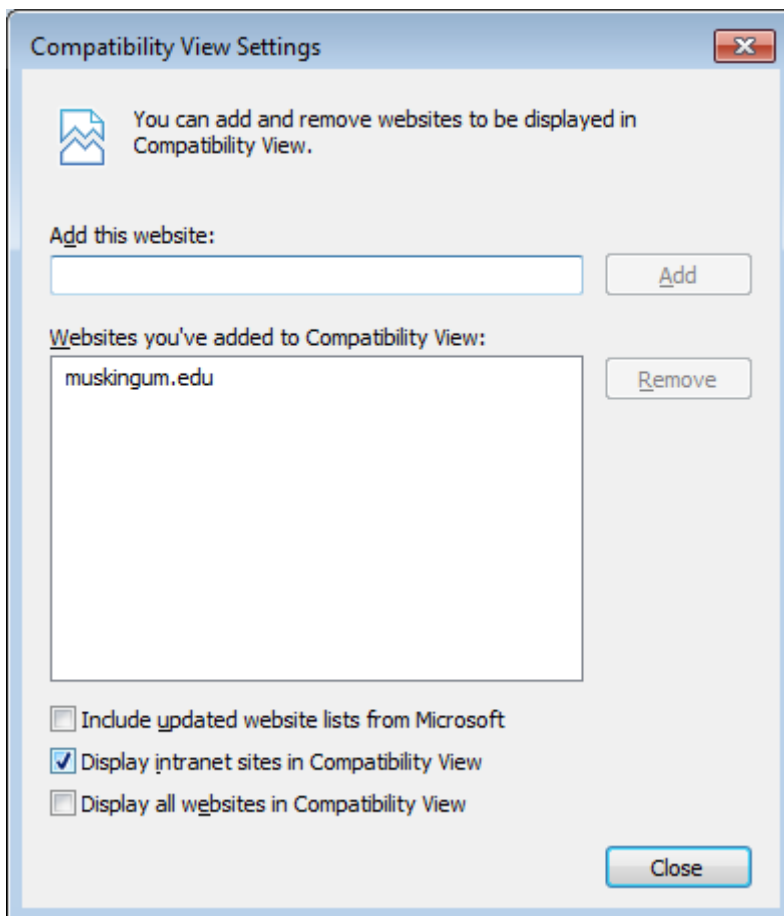 Compatibility View Settings
You can add and remove websites to be displayed in
Compatibility View.
Add this website:
Add
Websites you've added to Compatibility View:
muskingum.edu
Remove
Include updated website lists from Microsoft
Display intranet sites in Compatibility View
Display all websites in Compatibility View
Close